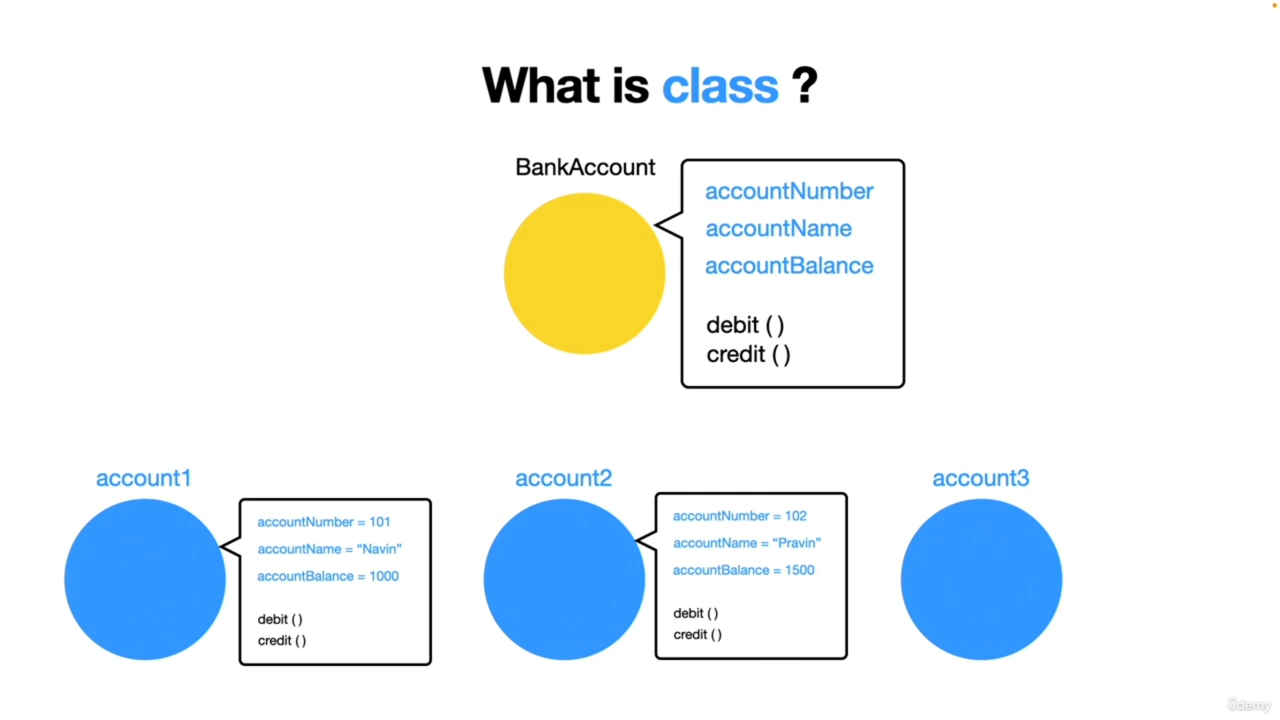 What is class ?
BankAccount
accountNumber
accountName
accountBalance
debit ( )
credit ( )
account1
accountNumber = 101
accountName = “Navin”
accountBalance = 1000
debit ( )
credit ( )
account2
accountNumber = 102
accountName = “Pravin”
accountBalance = 1500
debit ( )
credit ( )
account3
ûdemy